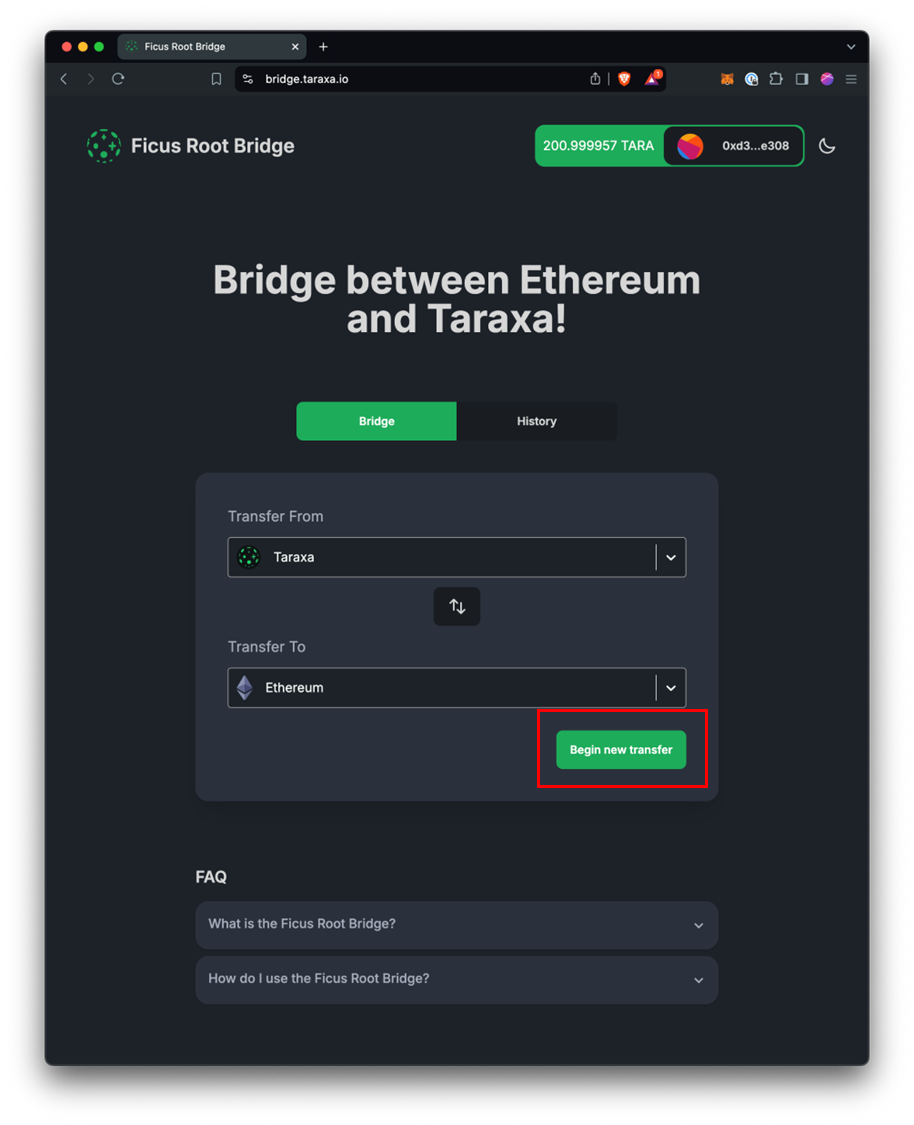 Ficus Root Bridge
bridge.taraxa.io
1
Ficus Root Bridge
200.999957 TARA
0xd3...e308
Bridge between Ethereum
and Taraxa!
Bridge
History
Transfer From
Taraxa
Transfer To
Ethereum
Begin new transfer
FAQ
What is the Ficus Root Bridge?
How do I use the Ficus Root Bridge?